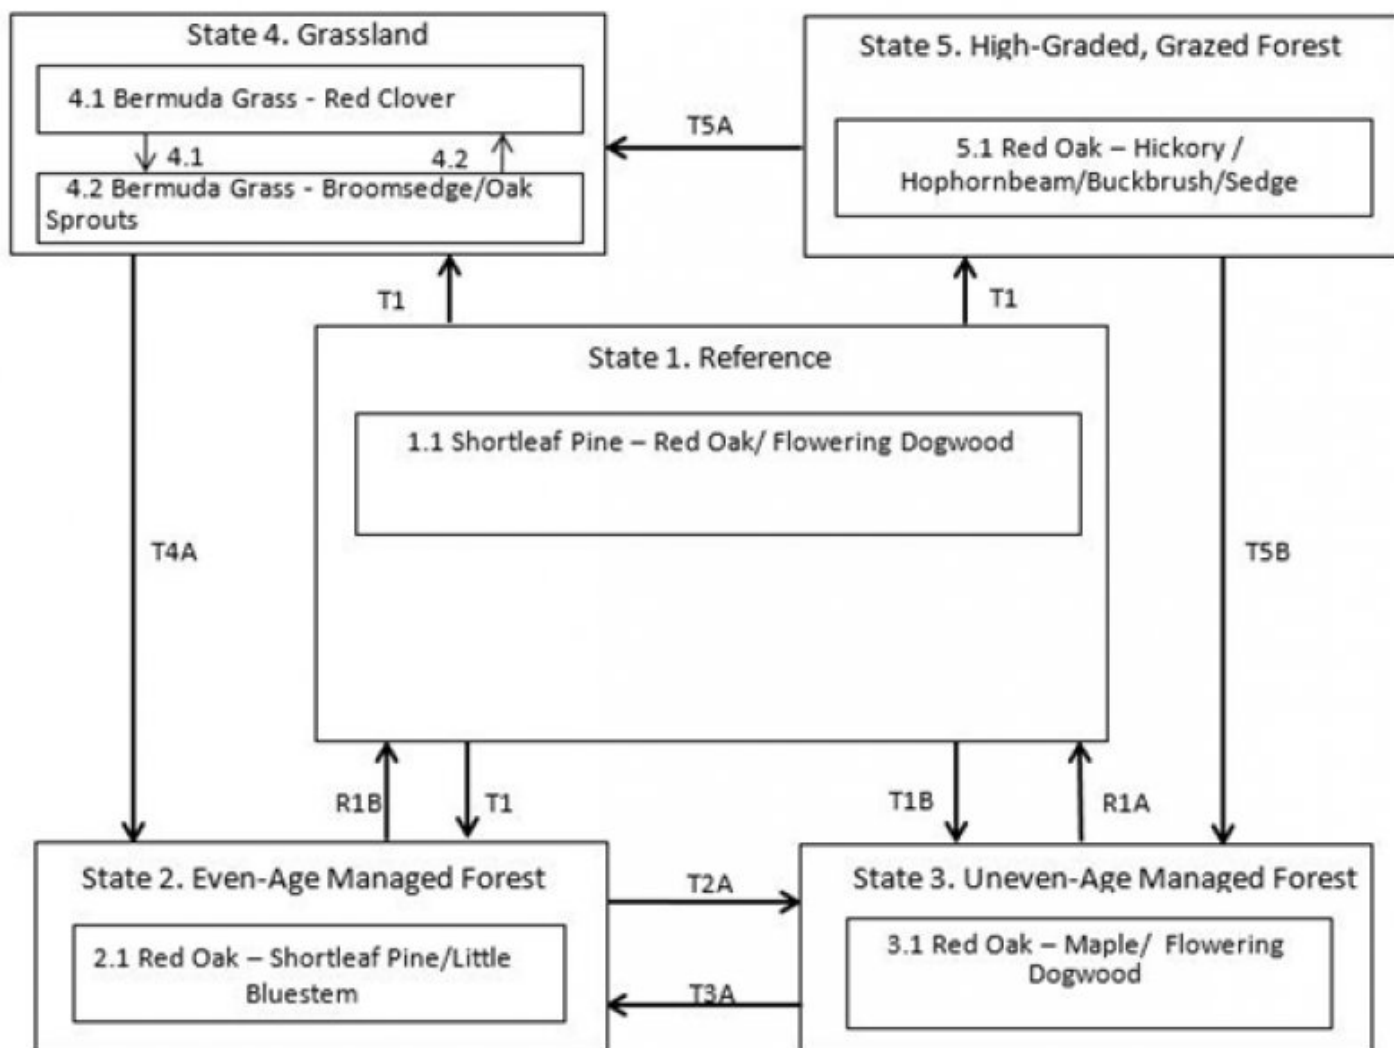 State 4. Grassland
4.1 Bermuda Grass - Red Clover
4.1
4.2
4.2 Bermuda Grass - Broomsedge/Oak
Sprouts
State 5. High-Graded, Grazed Forest
5.1 Red Oak – Hickory /
Hophornbeam/Buckbrush/Sedge
T5A
T1
T1
State 1. Reference
1.1 Shortleaf Pine – Red Oak/ Flowering Dogwood
T4A
T5B
R1B
T1
T1B
R1A
State 2. Even-Age Managed Forest
2.1 Red Oak – Shortleaf Pine/Little
Bluestem
T2A
T3A
State 3. Uneven-Age Managed Forest
3.1 Red Oak – Maple/ Flowering
Dogwood